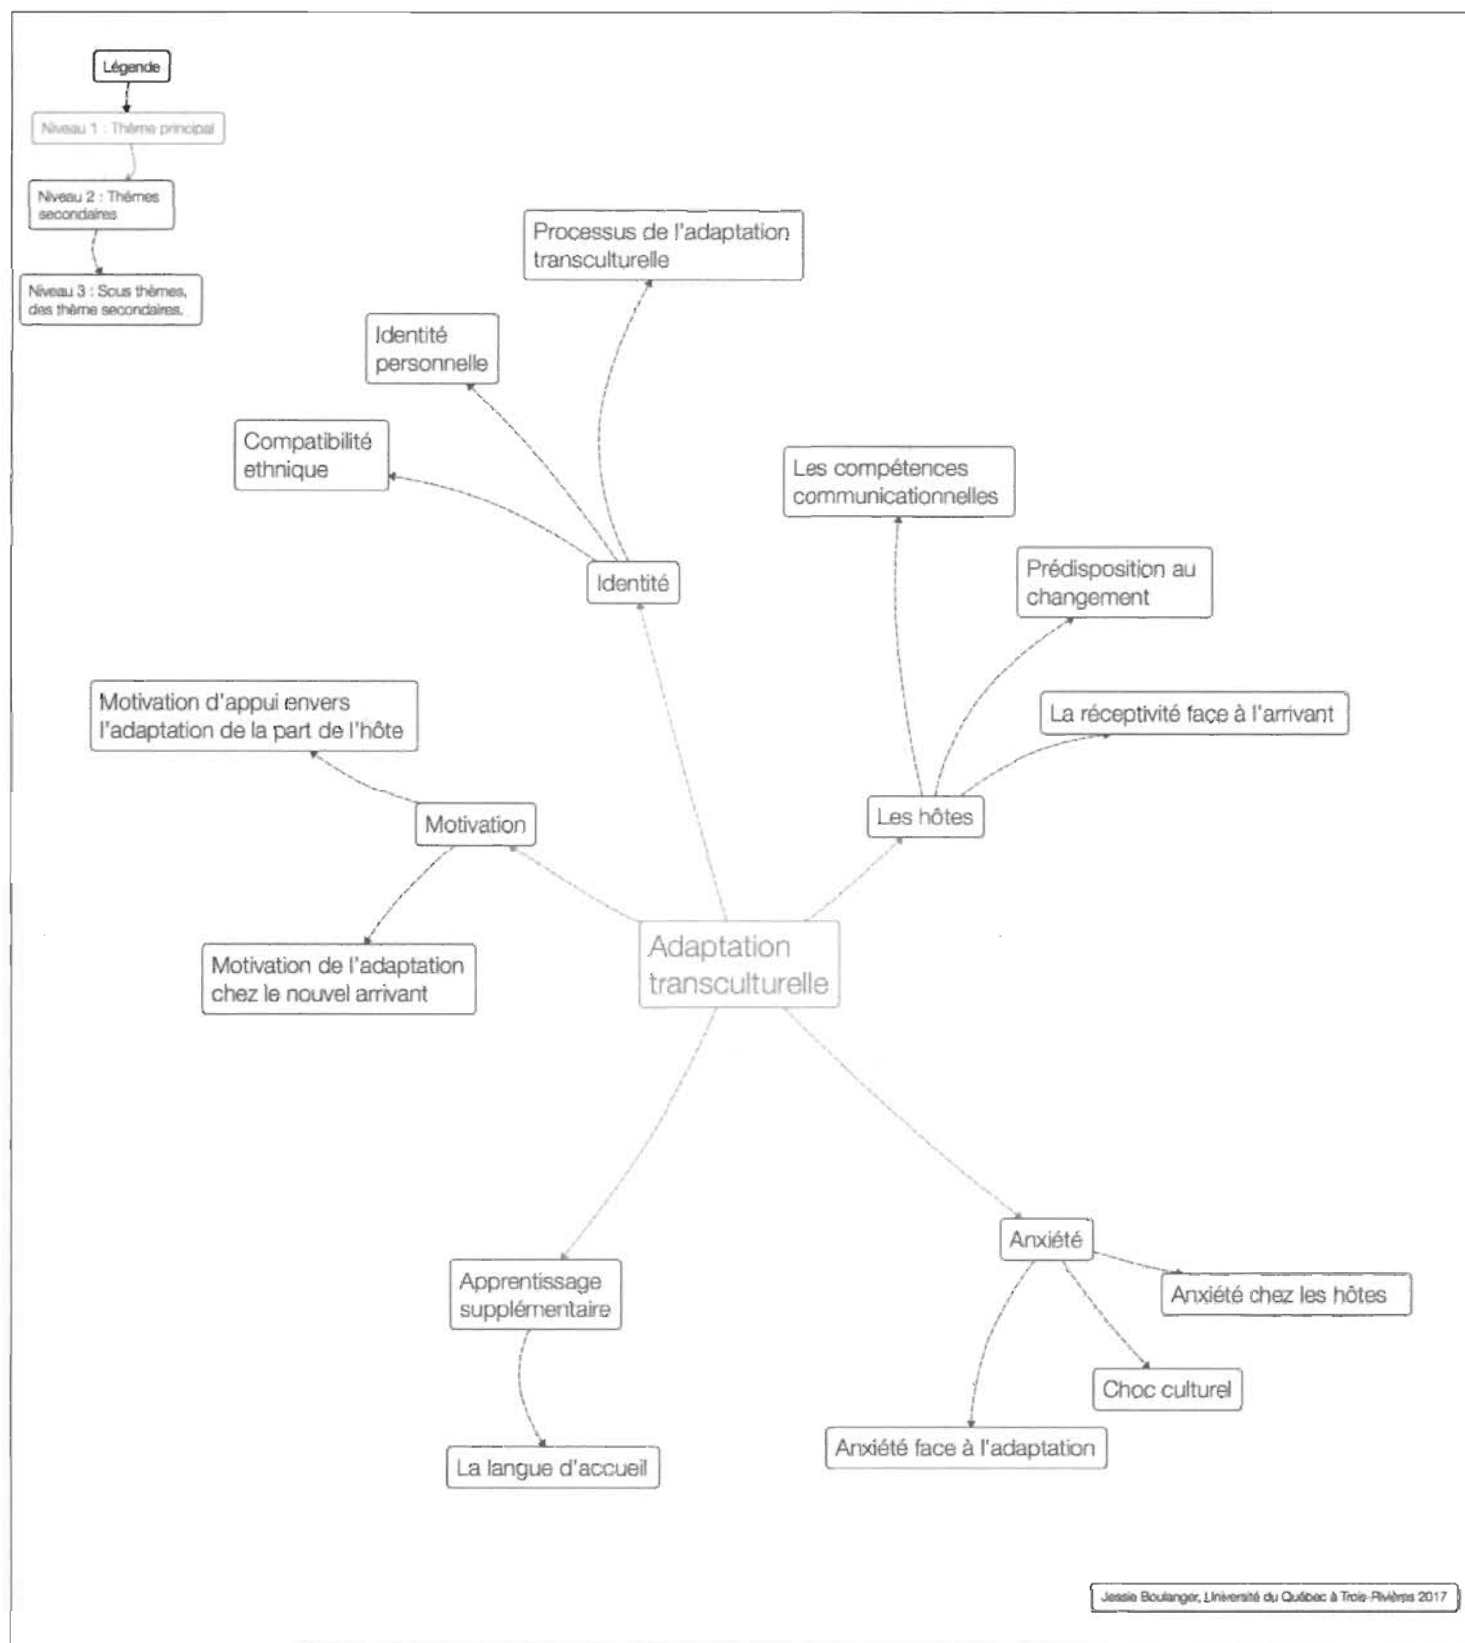 Légende
Niveau 1 : Thème principal
Niveau 2 : Thèmes
secondaires
Niveau 3 : Sous thèmes,
des thème secondaires.
Processus de l'adaptation
transculturelle
Identité
personnelle
Compatibilité
ethnique
Identité
Les compétences
communicationnelles
Prédisposition au
changement
La réceptivité face à l'arrivant
Les hôtes
Motivation d'appui envers
l'adaptation de la part de l'hôte
Motivation
Motivation de l'adaptation
chez le nouvel arrivant
Adaptation
transculturelle
Apprentissage
supplémentaire
La langue d'accueil
Anxiété
Anxiété chez les hôtes
Choc culturel
Anxiété face à l'adaptation
Jessie Boulanger, Université du Québec à Trois-Rivières 2017